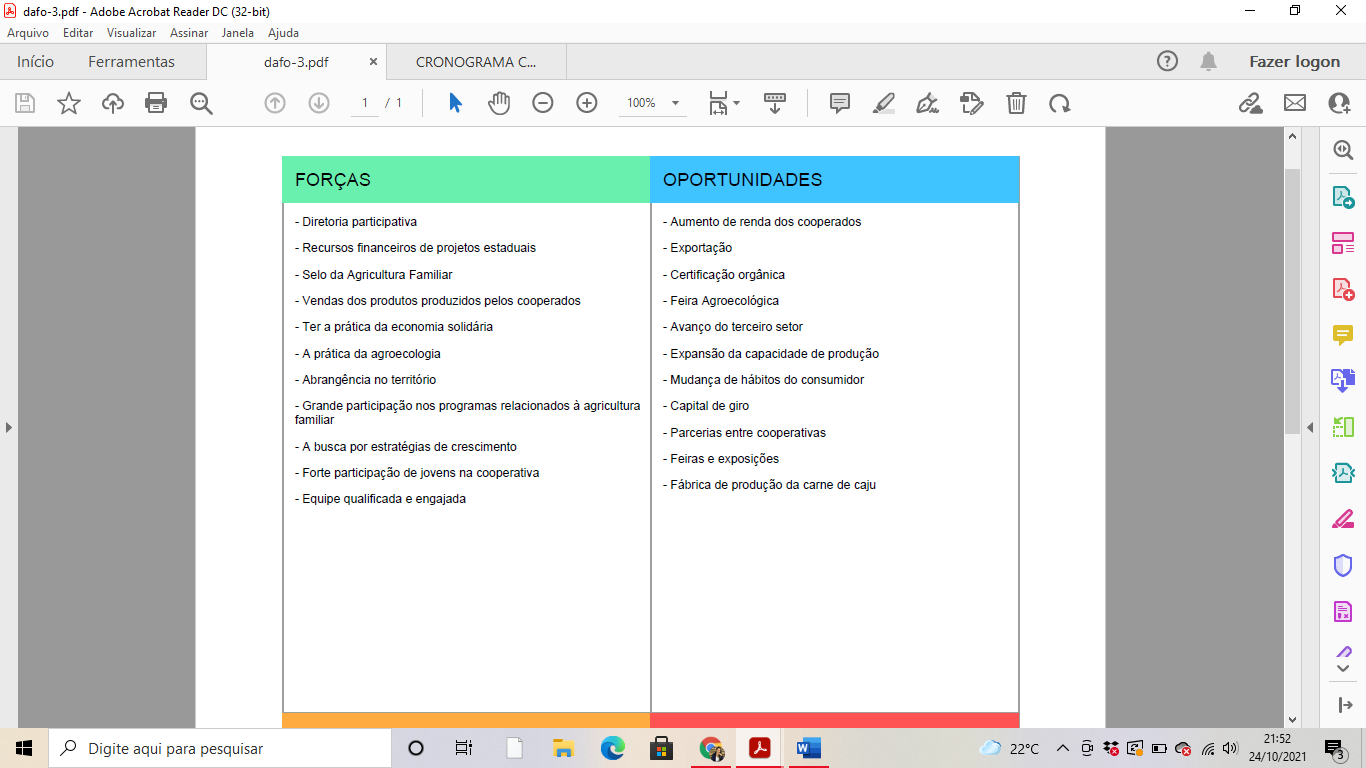 dafo-3.pdf - Adobe Acrobat Reader DC (32-bit)
Arquivo Editar Visualizar Assinar Janela Ajuda
Início Ferramentas dafo-3.pdf × CRONOGRAMA C... Fazer logon
1 / 1 100%
FORÇAS
- Diretoria participativa
- Recursos financeiros de projetos estaduais
- Selo da Agricultura Familiar
- Vendas dos produtos produzidos pelos cooperados
- Ter a prática da economia solidária
- A prática da agroecologia
- Abrangência no território
- Grande participação nos programas relacionados à agricultura
familiar
- A busca por estratégias de crescimento
- Forte participação de jovens na cooperativa
- Equipe qualificada e engajada
OPORTUNIDADES
- Aumento de renda dos cooperados
- Exportação
- Certificação orgânica
- Feira Agroecológica
- Avanço do terceiro setor
- Expansão da capacidade de produção
- Mudança de hábitos do consumidor
- Capital de giro
- Parcerias entre cooperativas
- Feiras e exposições
- Fábrica de produção da carne de caju
Digite aqui para pesquisar
22°C
21:52
24/10/2021
3